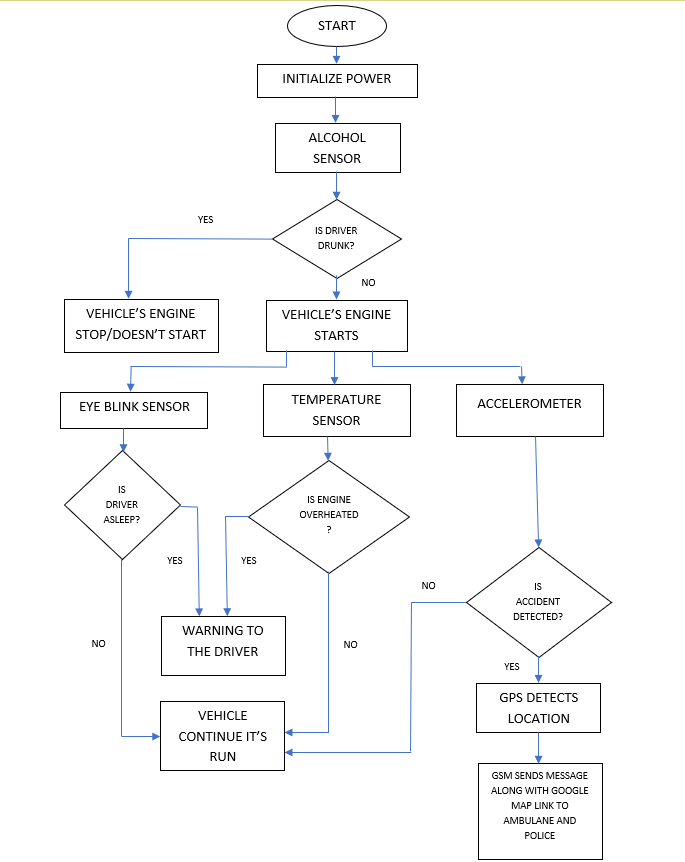 START
INITIALIZE POWER
ALCOHOL
SENSOR
YES
IS DRIVER
DRUNK?
NO
VEHICLE’S ENGINE
STOP/DOESN’T START
VEHICLE’S ENGINE
STARTS
EYE BLINK SENSOR
TEMPERATURE
SENSOR
ACCELEROMETER
IS
DRIVER
ASLEEP?
IS ENGINE
OVERHEATED
?
YES
YES
NO
IS
ACCIDENT
DETECTED?
NO
WARNING TO
THE DRIVER
NO
YES
GPS DETECTS
LOCATION
VEHICLE
CONTINUE IT’S
RUN
GSM SENDS MESSAGE
ALONG WITH GOOGLE
MAP LINK TO
AMBULANE AND
POLICE